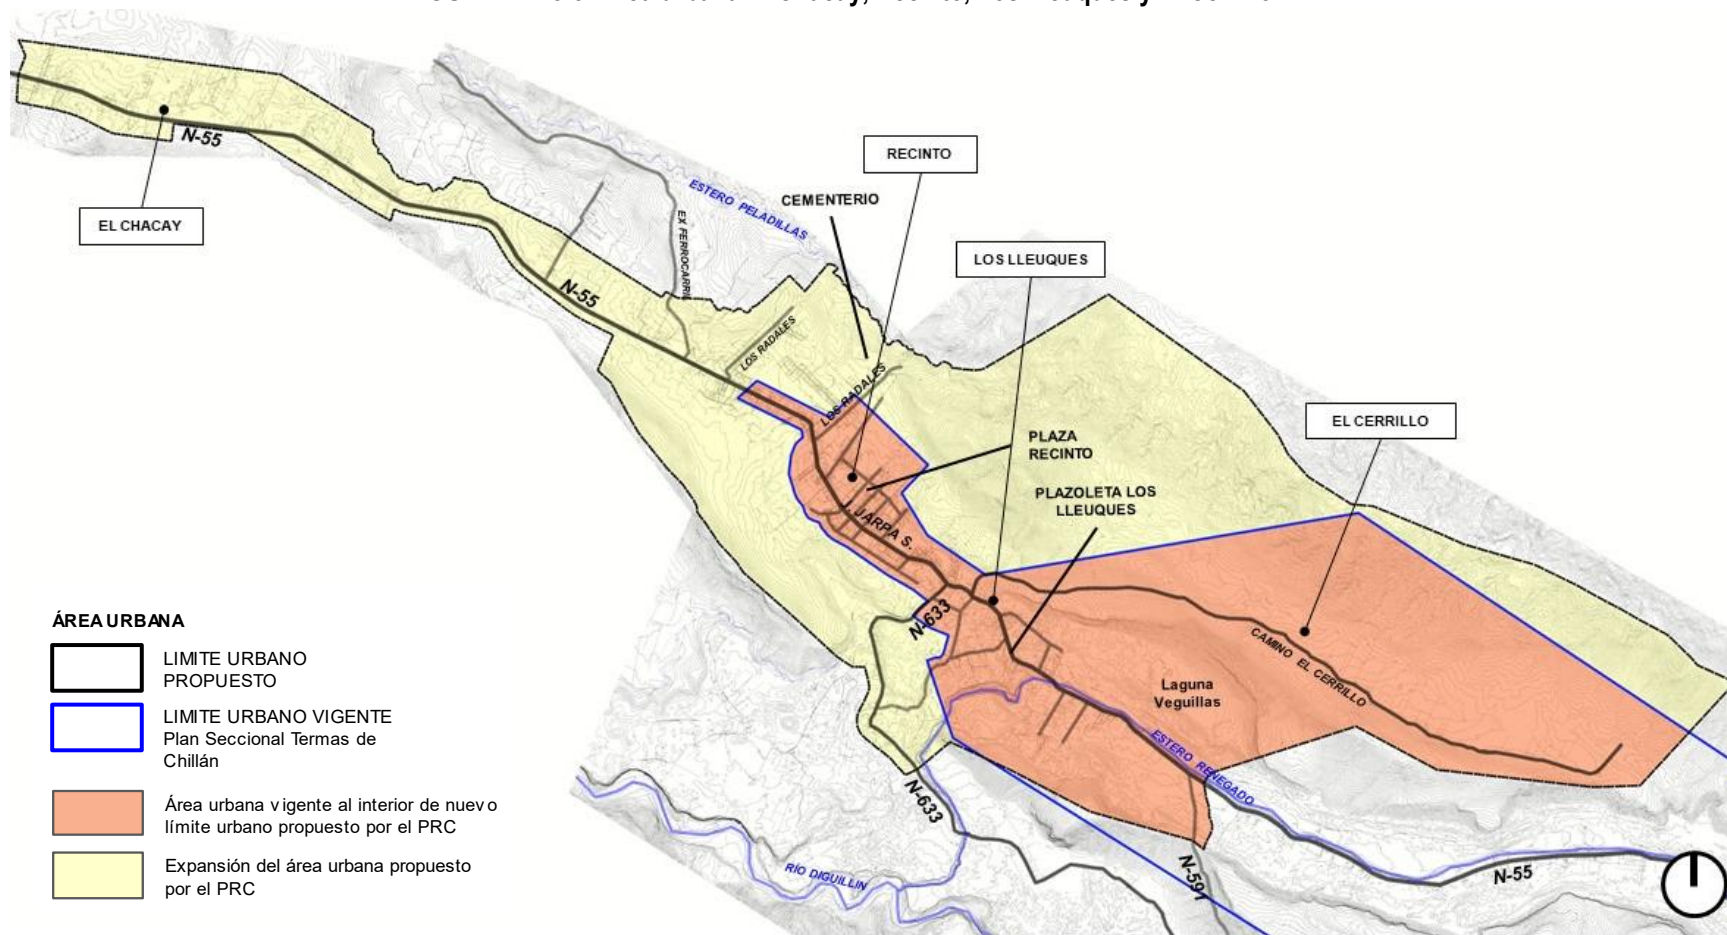 N-55
EL CHACAY
ESTERO PELADILLAS
EX FERROCARRIL
N-55
CEMENTERIO
RECINTO
LOS LLEUQUES
LOS RADALES
LOS RADALES
PLAZA
RECINTO
PLAZOLETA LOS
LLEUQUES
EL CERRILLO
J. JARPA S.
N-633
CAMINO EL CERRILLO
Laguna
Veguillas
ESTERO RENEGADO
N-633
RÍO DIGUILLIN
N-591
N-55
ÁREA URBANA
LIMITE URBANO
PROPUESTO
LIMITE URBANO VIGENTE
Plan Seccional Termas de
Chillán
Área urbana vigente al interior de nuevo
límite urbano propuesto por el PRC
Expansión del área urbana propuesto
por el PRC